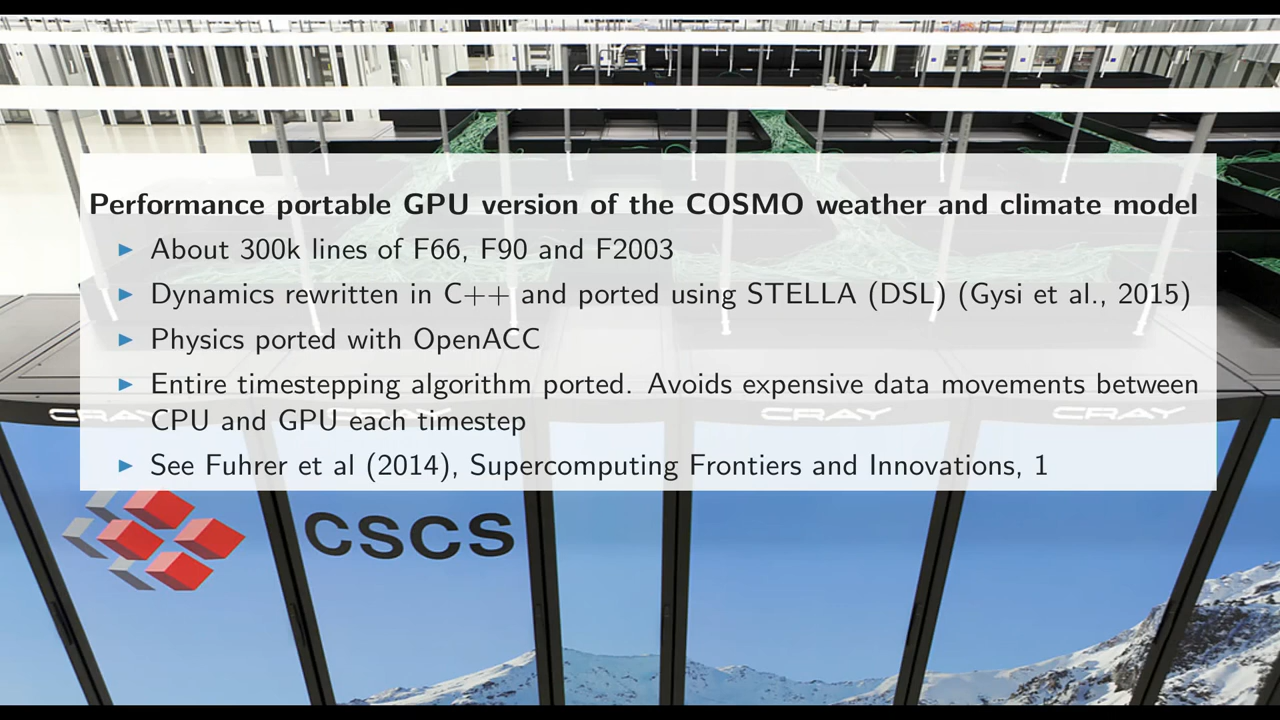 Performance portable GPU version of the COSMO weather and climate model
► About 300k lines of F66, F90 and F2003
► Dynamics rewritten in C++ and ported using STELLA (DSL) (Gysi et al., 2015)
► Physics ported with OpenACC
► Entire timestepping algorithm ported. Avoids expensive data movements between
CPU and GPU each timestep
► See Fuhrer et al (2014), Supercomputing Frontiers and Innovations, 1
CRAY CRAY CRAY CRAY
CSCS